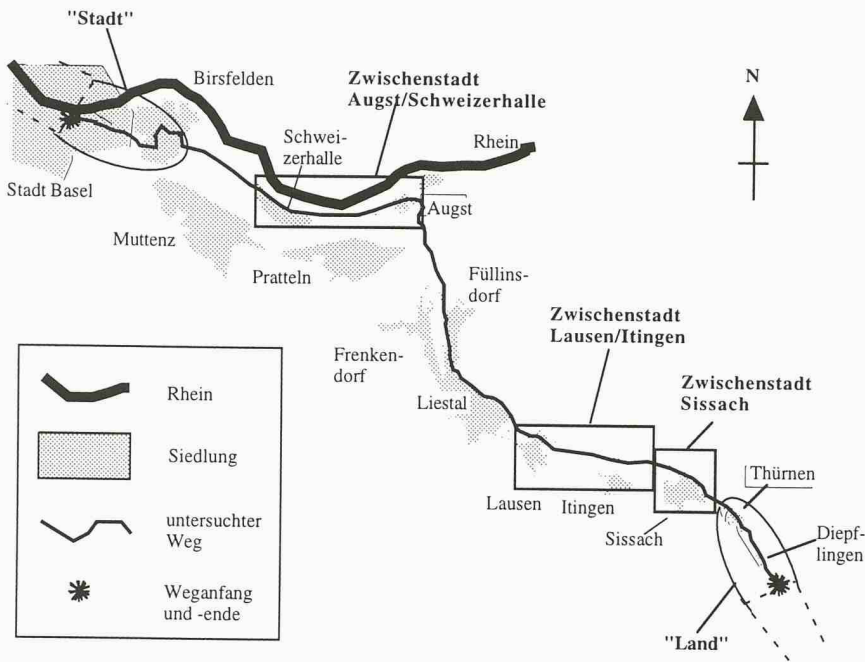 "Stadt"
Birsfelden
Zwischenstadt
Augst/Schweizerhalle
N
Schwei-
zerhalle
Rhein
Stadt Basel
Augst
Muttenz
Pratteln
Füllins-
dorf
Zwischenstadt
Lausen/Itingen
Frenken-
dorf
Zwischenstadt
Sissach
Liestal
Thürnen
Lausen
Itingen
Sissach
Diepf-
lingen
"Land"
Rhein
Siedlung
untersuchter
Weg
Weganfang
und -ende